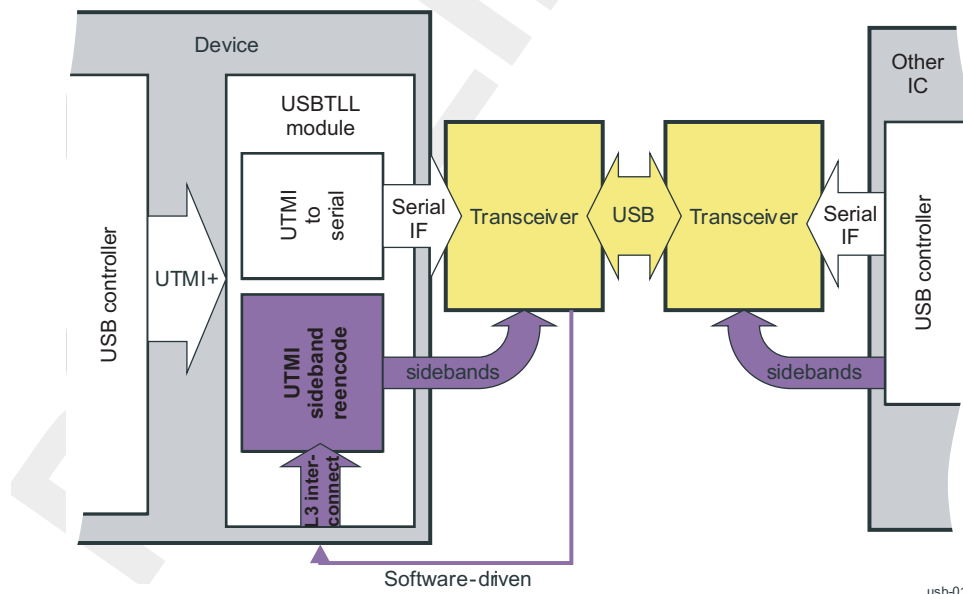 Device
Other
IC
USBTLL
module
USB controller
UTMI+
UTMI
to
serial
Serial
IF
Transceiver
USB
Transceiver
Serial
IF
USB controller
UTMI
sideband
reencode
sidebands
sidebands
L3 inter-
connect
Software-driven